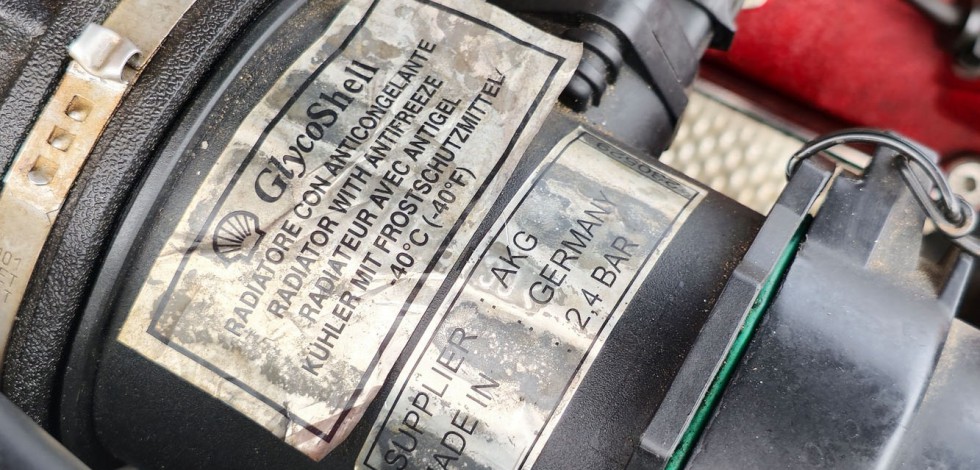 GlycoShell
RADIATORE CON ANTICONGELANTE
RADIATOR WITH ANTIFREEZE
RADIATEUR AVEC ANTIGEL
KÜHLER MIT FROSTSCHUTZMITTEL
40°C (-40°F)
SUPPLIER AKG
MADE IN GERMANY
2,4 BAR